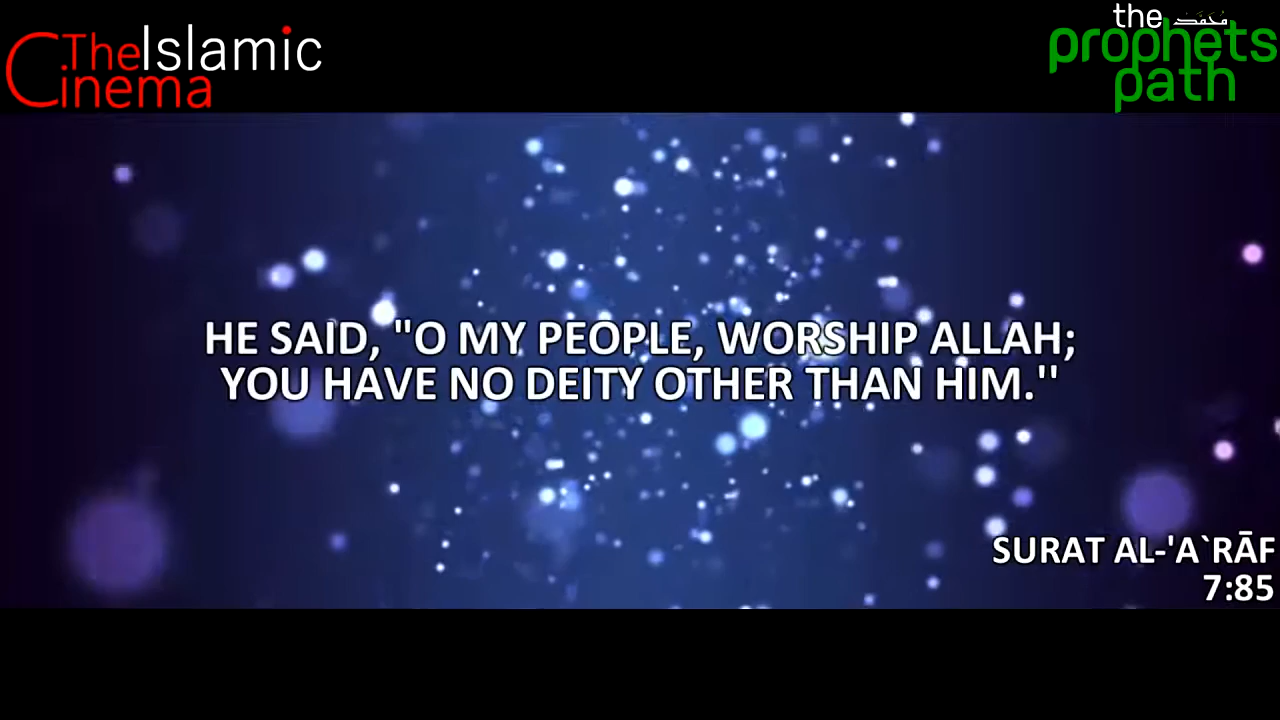 TheIslamic
Cinema
the محمد
prophets
path
HE SAID, "O MY PEOPLE, WORSHIP ALLAH;
YOU HAVE NO DEITY OTHER THAN HIM."
SURAT AL-'A`RĀF
7:85